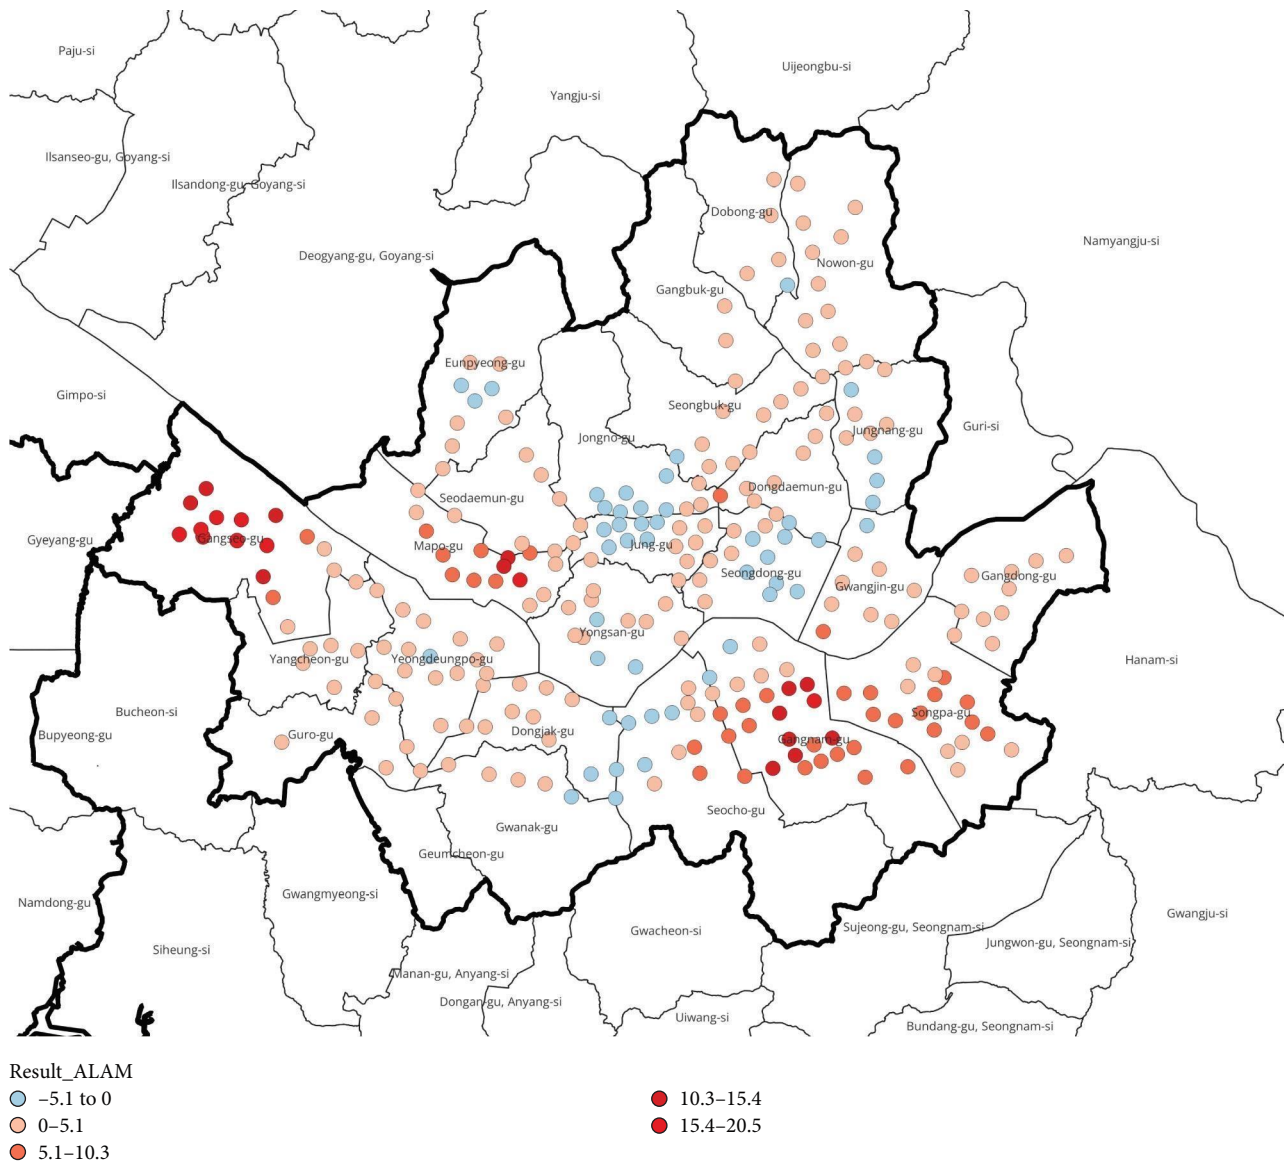 Paju-si
Uijeongbu-si
Yangju-si
Ilsanseo-gu, Goyang-si
Ilsandong-gu, Goyang-si
Dobong-gu
Namyangju-si
Deogyang-gu, Goyang-si
Nowon-gu
Gangbuk-gu
Eunpyeong-gu
Gimpo-si
Seongbuk-gu
Guri-si
Jungnang-gu
Jongno-gu
Dongdaemun-gu
Seodaemun-gu
Gyeyang-gu
Gangseo-gu
Mapo-gu
Jung-gu
Seongdong-gu
Gangdong-gu
Gwangjin-gu
Yongsan-gu
Yangcheon-gu
Yeongdeungpo-gu
Hanam-si
Bucheon-si
Songpa-gu
Bupyeong-gu
Guro-gu
Dongjak-gu
Gangnam-gu
Seocho-gu
Gwanak-gu
Geumcheon-gu
Gwangmyeong-si
Namdong-gu
Gwangju-si
Siheung-si
Gwacheon-si
Sujeong-gu, Seongnam-si
Jungwon-gu, Seongnam-si
Manan-gu, Anyang-si
Dongan-gu, Anyang-si
Uiwang-si
Bundang-gu, Seongnam-si
Result_ALAM
–5.1 to 0
0–5.1
5.1–10.3
10.3–15.4
15.4–20.5